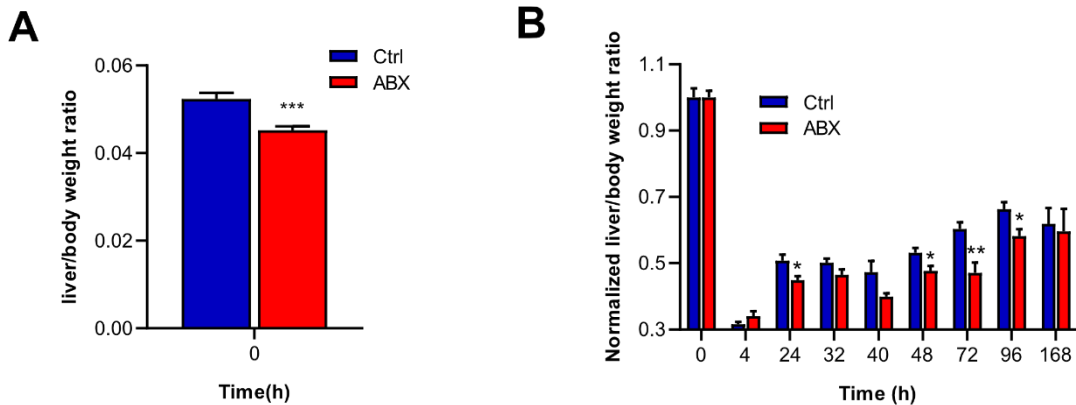 A
Ctrl
ABX
liver/body weight ratio
0.06
0.04
0.02
0.00
***
0
Time(h)
B
Ctrl
ABX
Normalized liver/body weight ratio
1.1
0.9
0.7
0.5
0.3
*
*
**
*
0 4 24 32 40 48 72 96 168
Time (h)